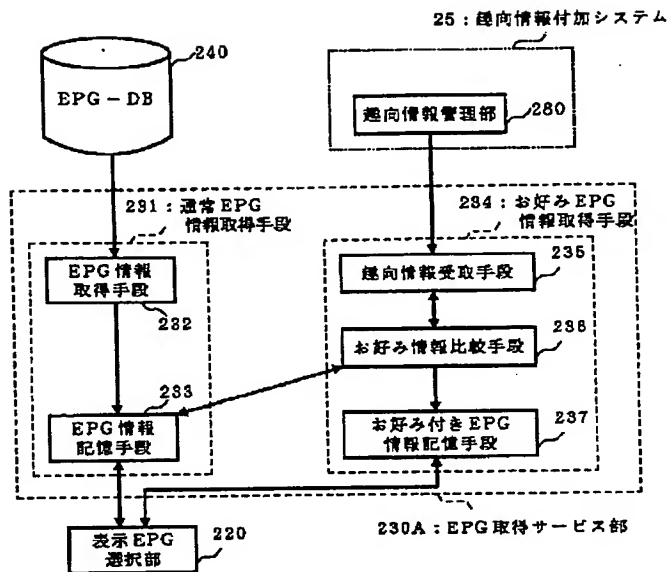 25：趣向情報付加システム
240
EPG－DB
趣向情報管理部
280
231：通常EPG
情報取得手段
234：お好みEPG
情報取得手段
EPG情報
取得手段
232
趣向情報受取手段
235
お好み情報比較手段
236
233
EPG情報
記憶手段
お好み付きEPG
情報記憶手段
237
230A：EPG取得サービス部
表示EPG
選択部
220